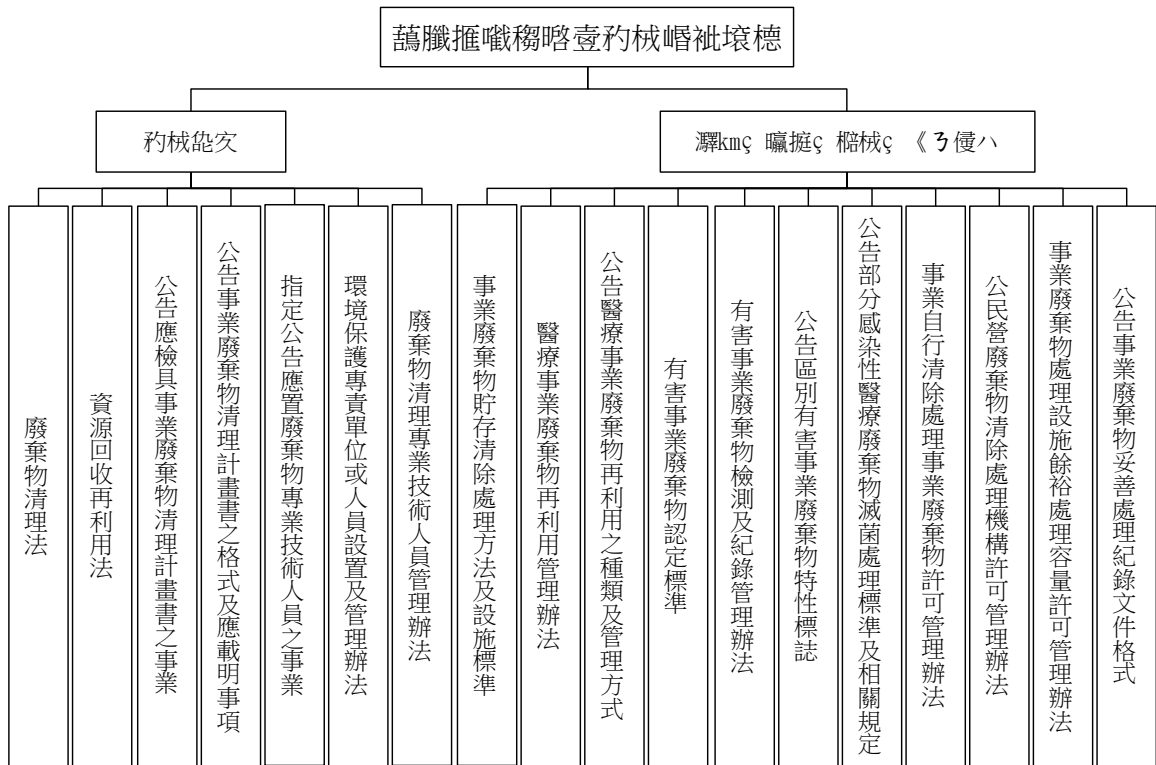 廢棄物清理法
資源回收再利用法
公告應檢具事業廢棄物清理計畫書之事業
公告事業廢棄物清理計畫書之格式及應載明事項
指定公告應置廢棄物專業技術人員之事業
環境保護專責單位或人員設置及管理辦法
廢棄物清理專業技術人員管理辦法
事業廢棄物貯存清除處理方法及設施標準
醫療事業廢棄物再利用管理辦法
公告醫療事業廢棄物再利用之種類及管理方式
有害事業廢棄物認定標準
有害事業廢棄物檢測及紀錄管理辦法
公告區別有害事業廢棄物特性標誌
公告部分感染性醫療廢棄物滅菌處理標準及相關規定
事業自行清除處理事業廢棄物許可管理辦法
公民營廢棄物清除處理機構許可管理辦法
事業廢棄物處理設施餘裕處理容量許可管理辦法
公告事業廢棄物妥善處理紀錄文件格式